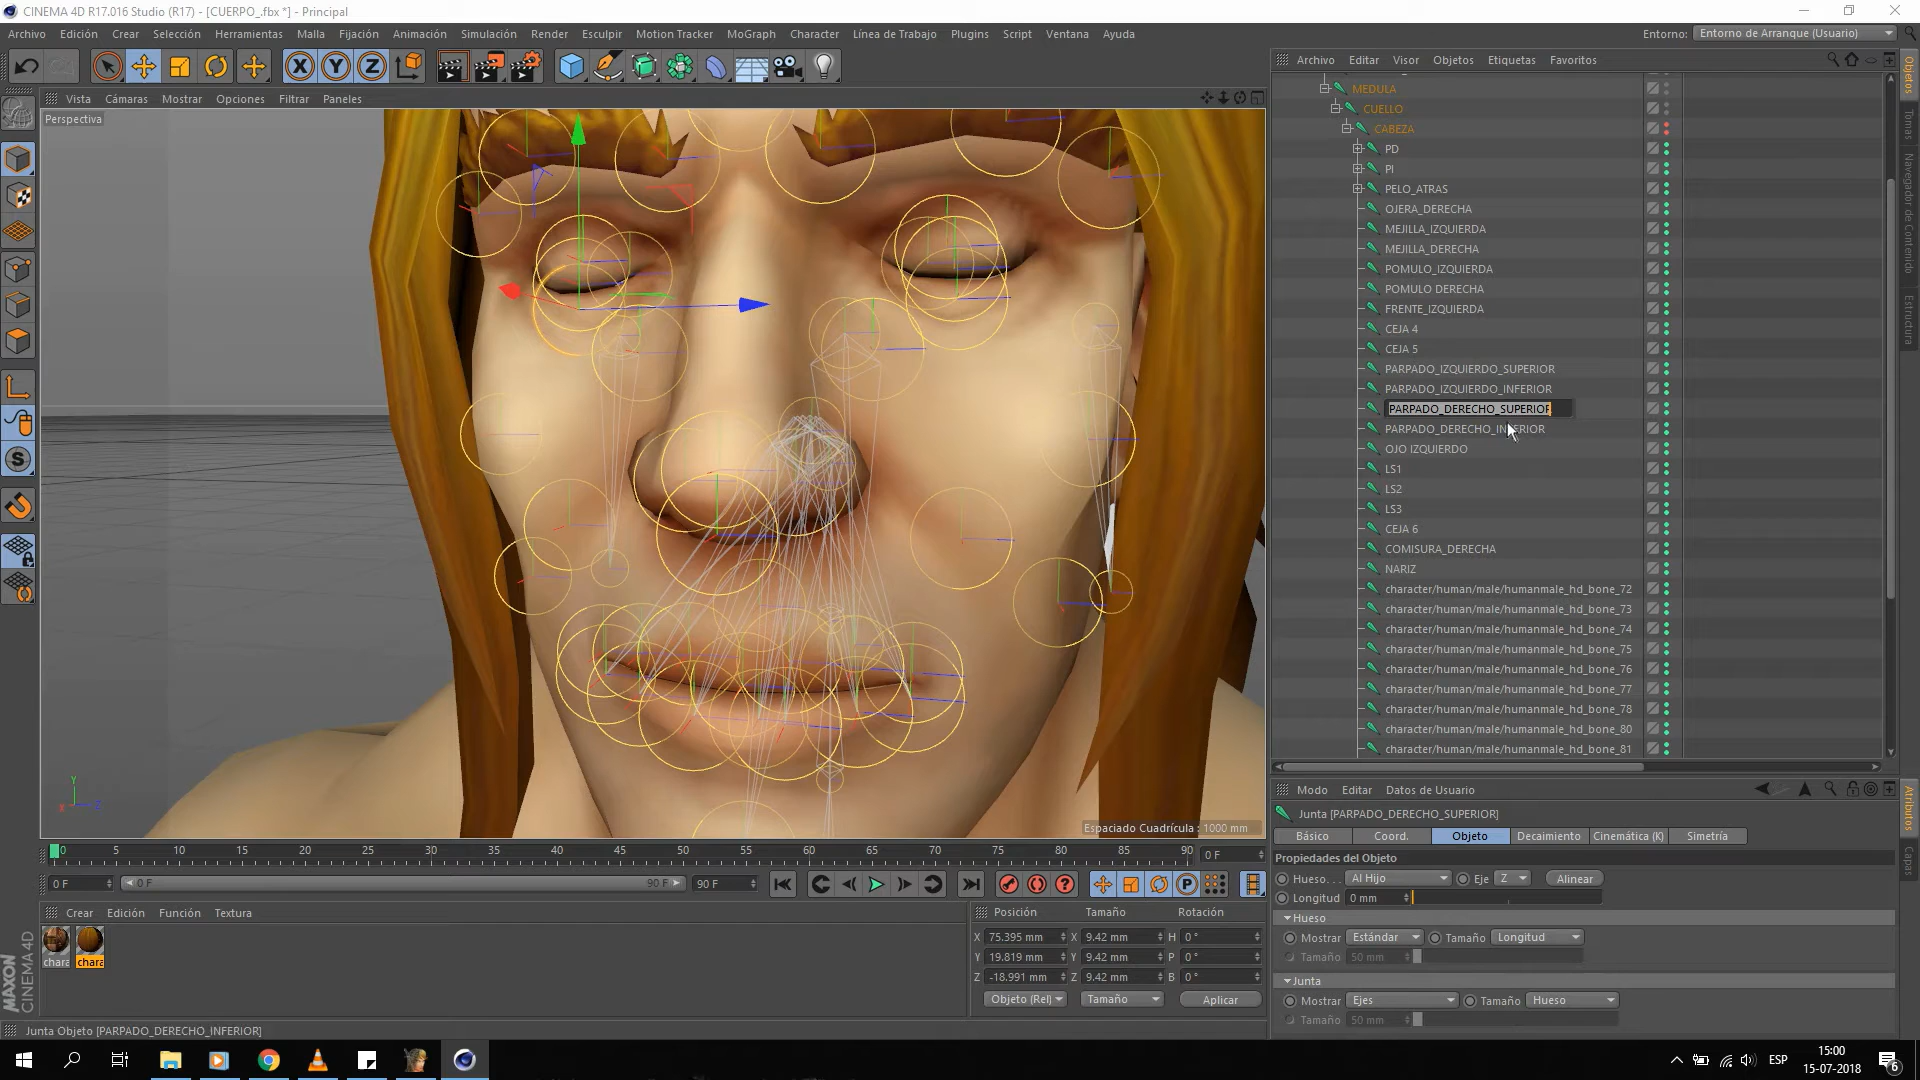 CINEMA 4D R17.016 Studio (R17) - [CUERPO_.fbx *] - Principal
Archivo Edición Crear Selección Herramientas Malla Fijación Animación Simulación Render Esculpir Motion Tracker MoGraph Character Línea de Trabajo Plugins Script Ventana Ayuda
Entorno: Entorno de Arranque (Usuario)
Vista Cámaras Mostrar Opciones Filtrar Paneles
Perspectiva
Espaciado Cuadrícula : 1000 mm
Archivo Editar Visor Objetos Etiquetas Favoritos
MEDULA
CUELLO
CABEZA
PD
PI
PELO_ATRAS
OJERA_DERECHA
MEJILLA_IZQUIERDA
MEJILLA_DERECHA
POMULO_IZQUIERDA
POMULO DERECHA
FRENTE_IZQUIERDA
CEJA 4
CEJA 5
PARPADO_IZQUIERDO_SUPERIOR
PARPADO_IZQUIERDO_INFERIOR
PARPADO_DERECHO_SUPERIOR
PARPADO_DERECHO_INFERIOR
OJO IZQUIERDO
LS1
LS2
LS3
CEJA 6
COMISURA_DERECHA
NARIZ
character/human/male/humanmale_hd_bone_72
character/human/male/humanmale_hd_bone_73
character/human/male/humanmale_hd_bone_74
character/human/male/humanmale_hd_bone_75
character/human/male/humanmale_hd_bone_76
character/human/male/humanmale_hd_bone_77
character/human/male/humanmale_hd_bone_78
character/human/male/humanmale_hd_bone_80
character/human/male/humanmale_hd_bone_81
Objetos
Tomas
Navegador de Contenido
Estructura
Modo Editar Datos de Usuario
Junta [PARPADO_DERECHO_SUPERIOR]
Básico Coord. Objeto Decaimiento Cinemática (K) Simetría
Propiedades del Objeto
Hueso. . . Al Hijo Eje Z Alinear
Longitud 0 mm
Hueso
Mostrar Estándar Tamaño Longitud
Tamaño 50 mm
Junta
Mostrar Ejes Tamaño Hueso
Tamaño 50 mm
Atributos
Capas
0 5 10 15 20 25 30 35 40 45 50 55 60 65 70 75 80 85 90 0 F
0 F 0 F 90 F 90 F
Crear Edición Función Textura
chara chara
Posición Tamaño Rotación
X 75.395 mm X 9.42 mm H 0 °
Y 19.819 mm Y 9.42 mm P 0 °
Z -18.991 mm Z 9.42 mm B 0 °
Objeto (Rel) Tamaño Aplicar
MAXON
CINEMA 4D
Junta Objeto [PARPADO_DERECHO_INFERIOR]
ESP
15:00
15-07-2018
6